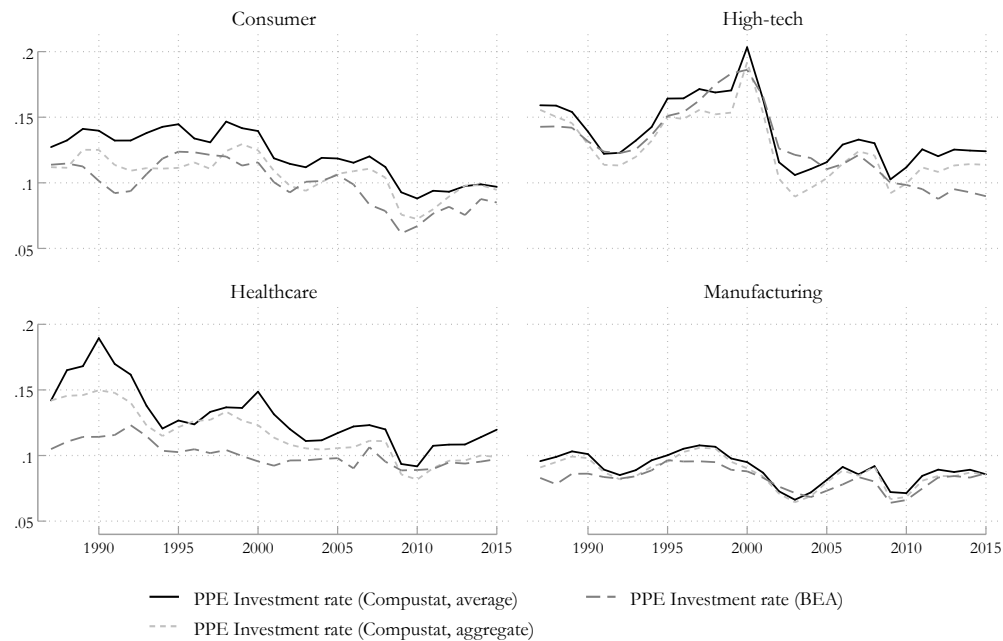 Consumer
High-tech
.2
.15
.1
.05
Healthcare
Manufacturing
.2
.15
.1
.05
1990 1995 2000 2005 2010 2015
1990 1995 2000 2005 2010 2015
PPE Investment rate (Compustat, average)
PPE Investment rate (BEA)
PPE Investment rate (Compustat, aggregate)